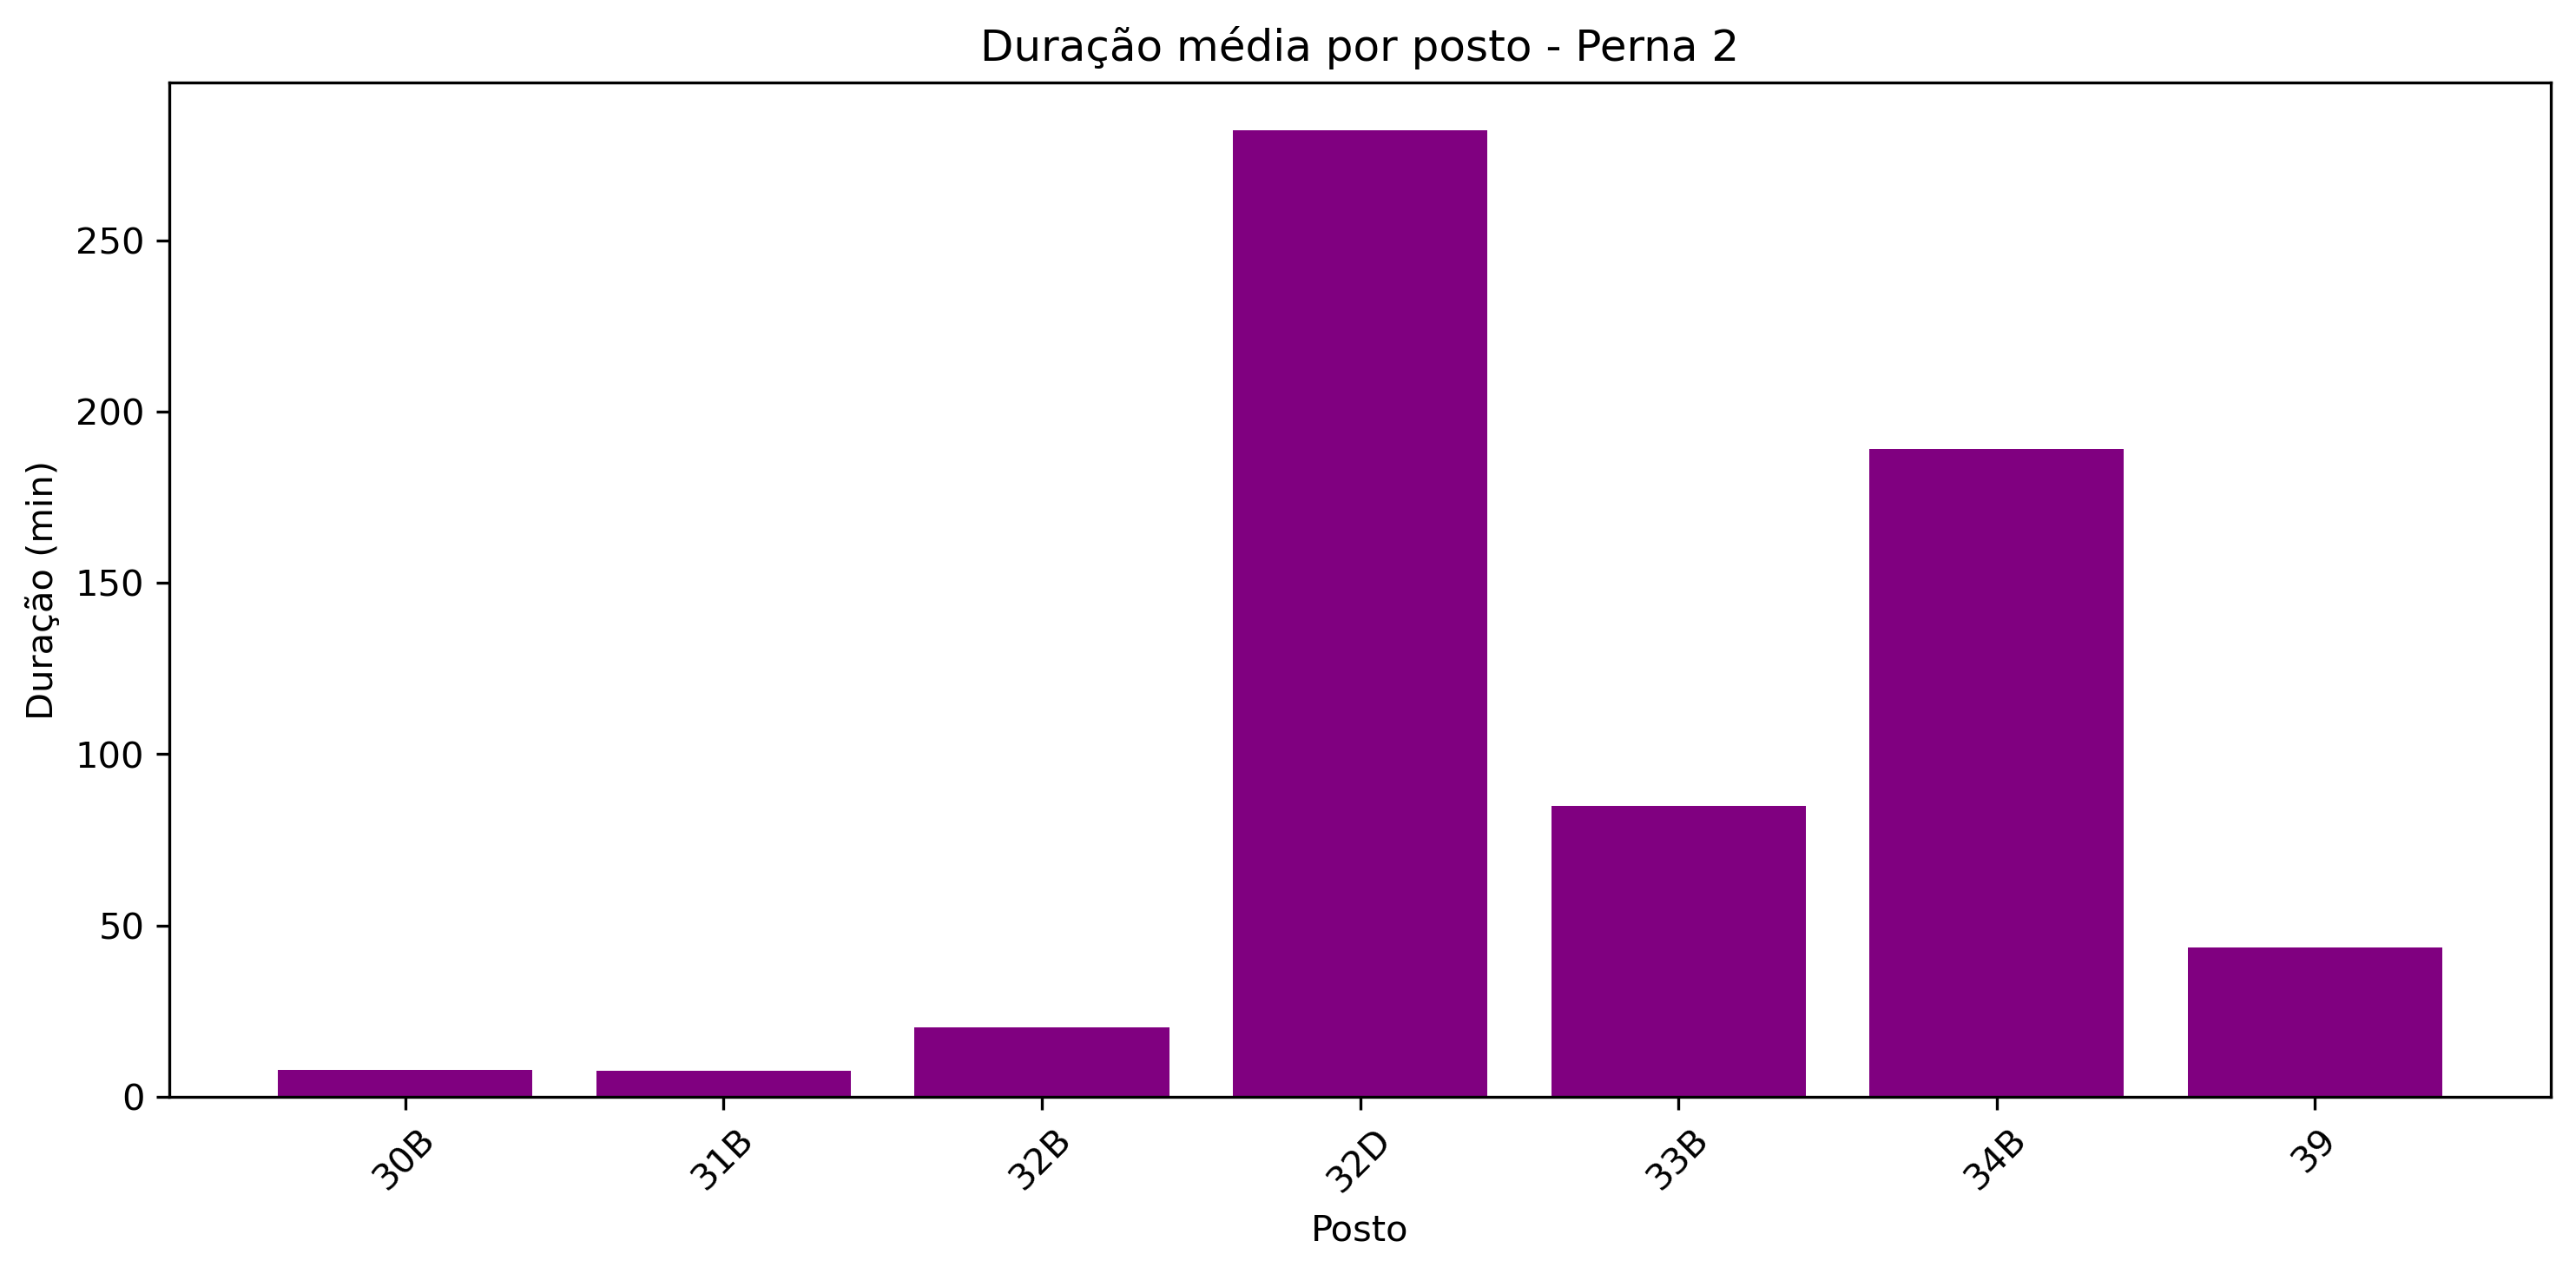 Duração média por posto - Perna 2
Duração (min)
250
200
150
100
50
0
30B
31B
32B
32D
33B
34B
39
Posto